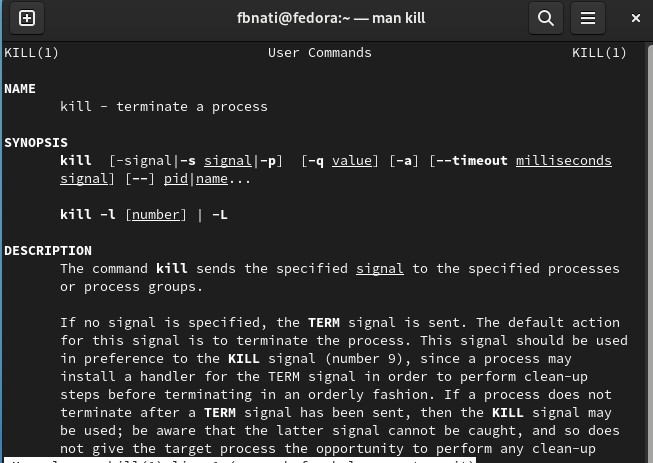 fbnati@fedora:~ — man kill
KILL(1) User Commands KILL(1)
NAME
kill - terminate a process
SYNOPSIS
kill [-signal|-s signal|-p] [-q value] [-a] [--timeout milliseconds
signal] [--] pid|name...
kill -l [number] | -L
DESCRIPTION
The command kill sends the specified signal to the specified processes
or process groups.
If no signal is specified, the TERM signal is sent. The default action
for this signal is to terminate the process. This signal should be used
in preference to the KILL signal (number 9), since a process may
install a handler for the TERM signal in order to perform clean-up
steps before terminating in an orderly fashion. If a process does not
terminate after a TERM signal has been sent, then the KILL signal may
be used; be aware that the latter signal cannot be caught, and so does
not give the target process the opportunity to perform any clean-up